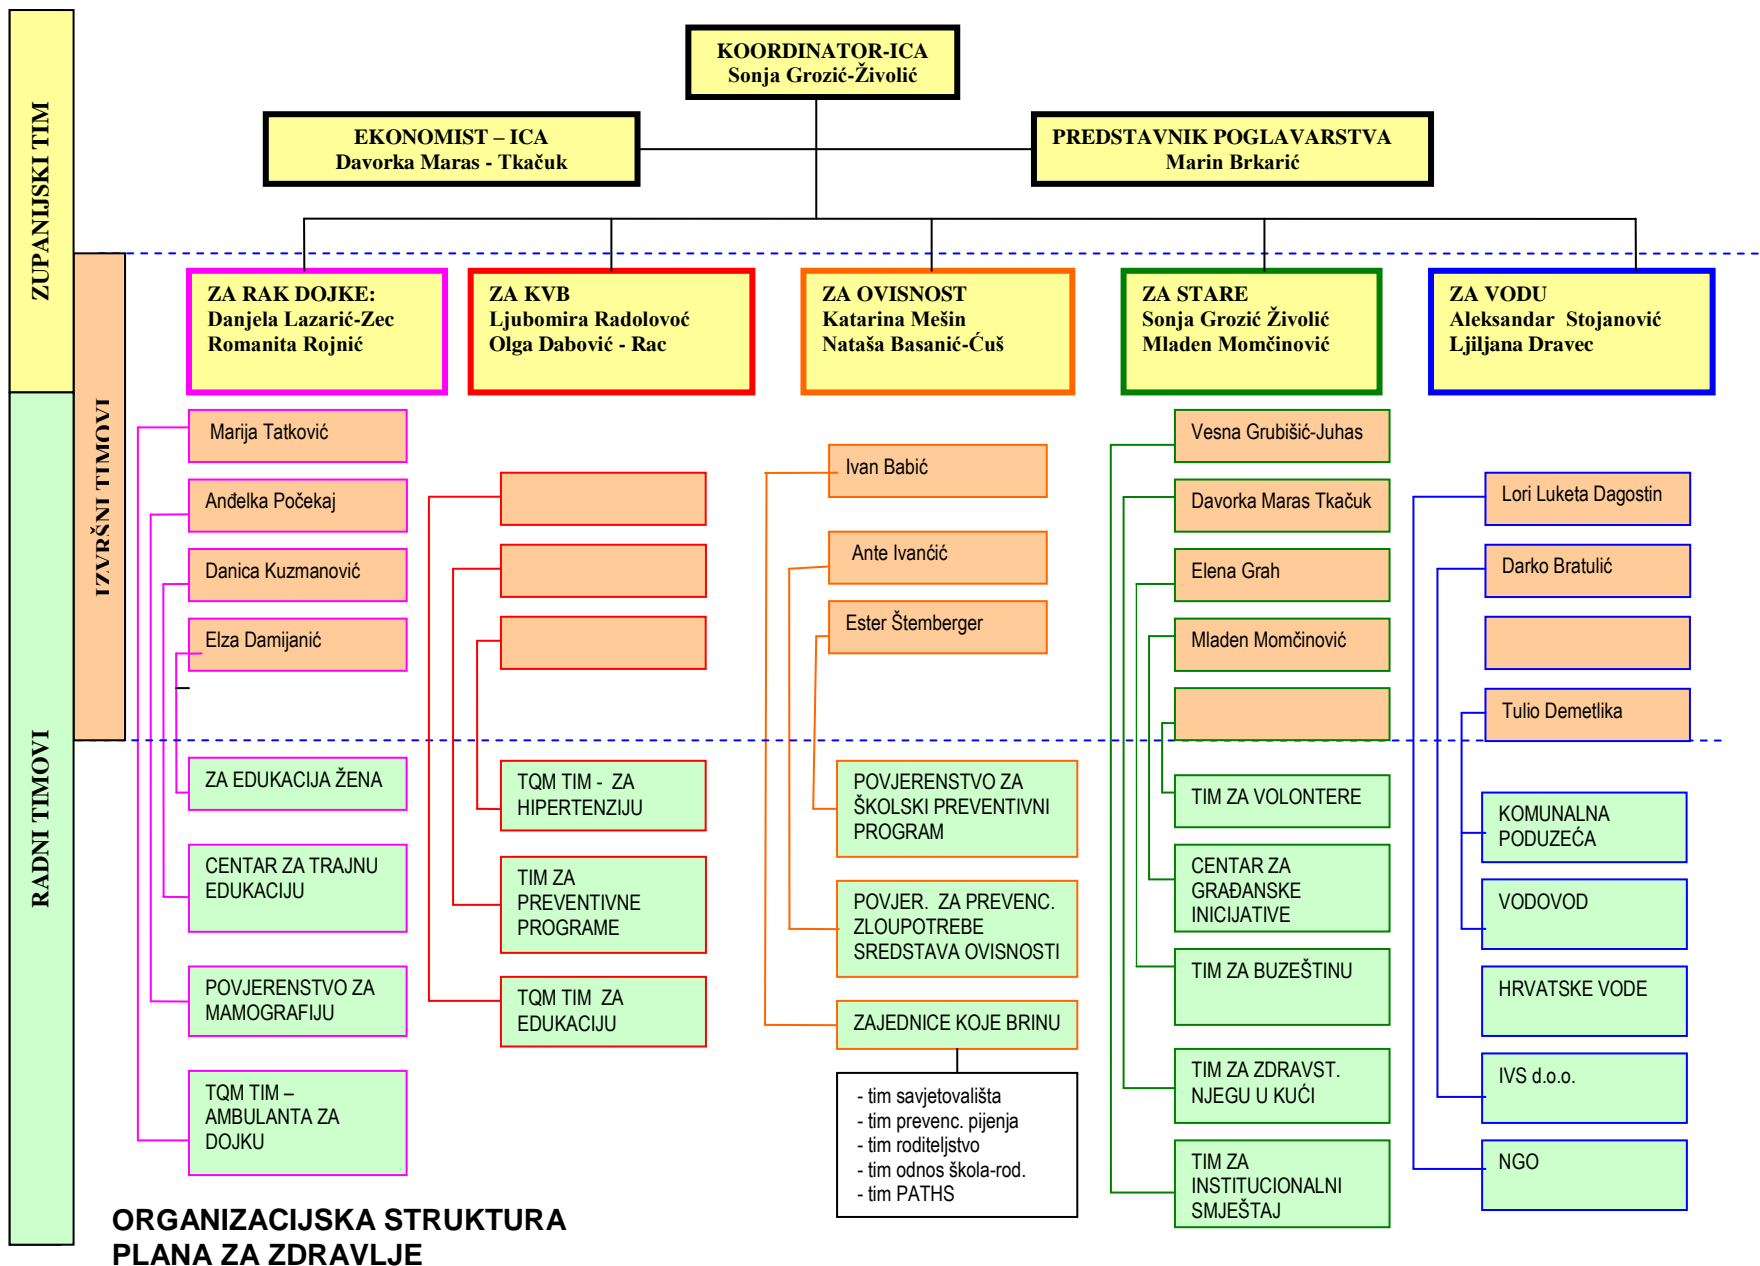 KOORDINATOR-ICA
Sonja Grozić-Živolić
EKONOMIST – ICA
Davorka Maras - Tkačuk
PREDSTAVNIK POGLAVARSTVA
Marin Brkarić
ZUPANIJSKI TIM
IZVRŠNI TIMOVI
RADNI TIMOVI
ZA RAK DOJKE:
Danjela Lazarić-Zec
Romanita Rojnić
ZA KVB
Ljubomira Radolovoć
Olga Dabović - Rac
ZA OVISNOST
Katarina Mešin
Nataša Basanić-Ćuš
ZA STARE
Sonja Grozić Živolić
Mladen Momčinović
ZA VODU
Aleksandar Stojanović
Ljiljana Dravec
Marija Tatković
Anđelka Počekaj
Danica Kuzmanović
Elza Damijanić
ZA EDUKACIJA ŽENA
CENTAR ZA TRAJNU
EDUKACIJU
POVJERENSTVO ZA
MAMOGRAFIJU
TQM TIM –
AMBULANTA ZA
DOJKU
TQM TIM - ZA
HIPERTENZIJU
TIM ZA
PREVENTIVNE
PROGRAME
TQM TIM ZA
EDUKACIJU
Ivan Babić
Ante Ivančić
Ester Štemberger
POVJERENSTVO ZA
ŠKOLSKI PREVENTIVNI
PROGRAM
POVJER. ZA PREVENC.
ZLOUPOTREBE
SREDSTAVA OVISNOSTI
ZAJEDNICE KOJE BRINU
- tim savjetovališta
- tim prevenc. pijenja
- tim roditeljstvo
- tim odnos škola-rod.
- tim PATHS
Vesna Grubišić-Juhas
Davorka Maras Tkačuk
Elena Grah
Mladen Momčinović
TIM ZA VOLONTERE
CENTAR ZA
GRAĐANSKE
INICIJATIVE
TIM ZA BUZEŠTINU
TIM ZA ZDRAVST.
NJEGU U KUĆI
TIM ZA
INSTITUCIONALNI
SMJEŠTAJ
Lori Luketa Dagostin
Darko Bratulić
Tulio Demetlika
KOMUNALNA
PODUZEĆA
VODOVOD
HRVATSKE VODE
IVS d.o.o.
NGO
ORGANIZACIJSKA STRUKTURA
PLANA ZA ZDRAVLJE